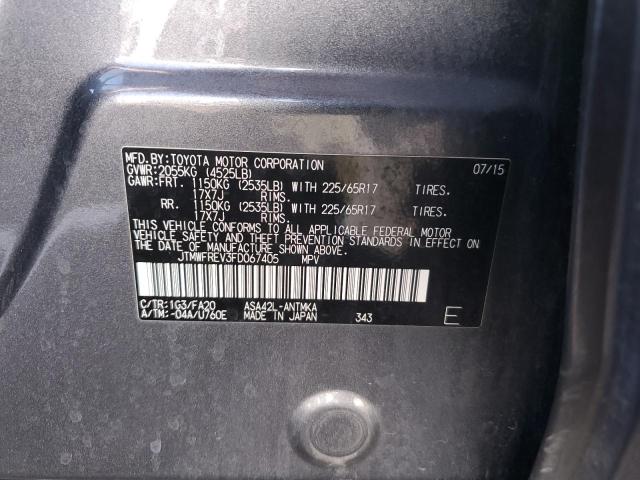 MFD.BY:TOYOTA MOTOR CORPORATION 07/15
GVWR:2055KG (4525LB)
GAWR:FRT. 1150KG (2535LB) WITH 225/65R17 TIRES.
17X7J RIMS.
RR. 1150KG (2535LB) WITH 225/65R17 TIRES.
17X7J RIMS.
THIS VEHICLE CONFORMS TO ALL APPLICABLE FEDERAL MOTOR
VEHICLE SAFETY AND THEFT PREVENTION STANDARDS IN EFFECT
ON THE DATE OF MANUFACTURE SHOWN ABOVE.
JTMWFREV3FD067405 MPV
C/TR:1G3/FA20 ASA42L-ANTMKA
A/TM:-04A/U760E MADE IN JAPAN 343 E